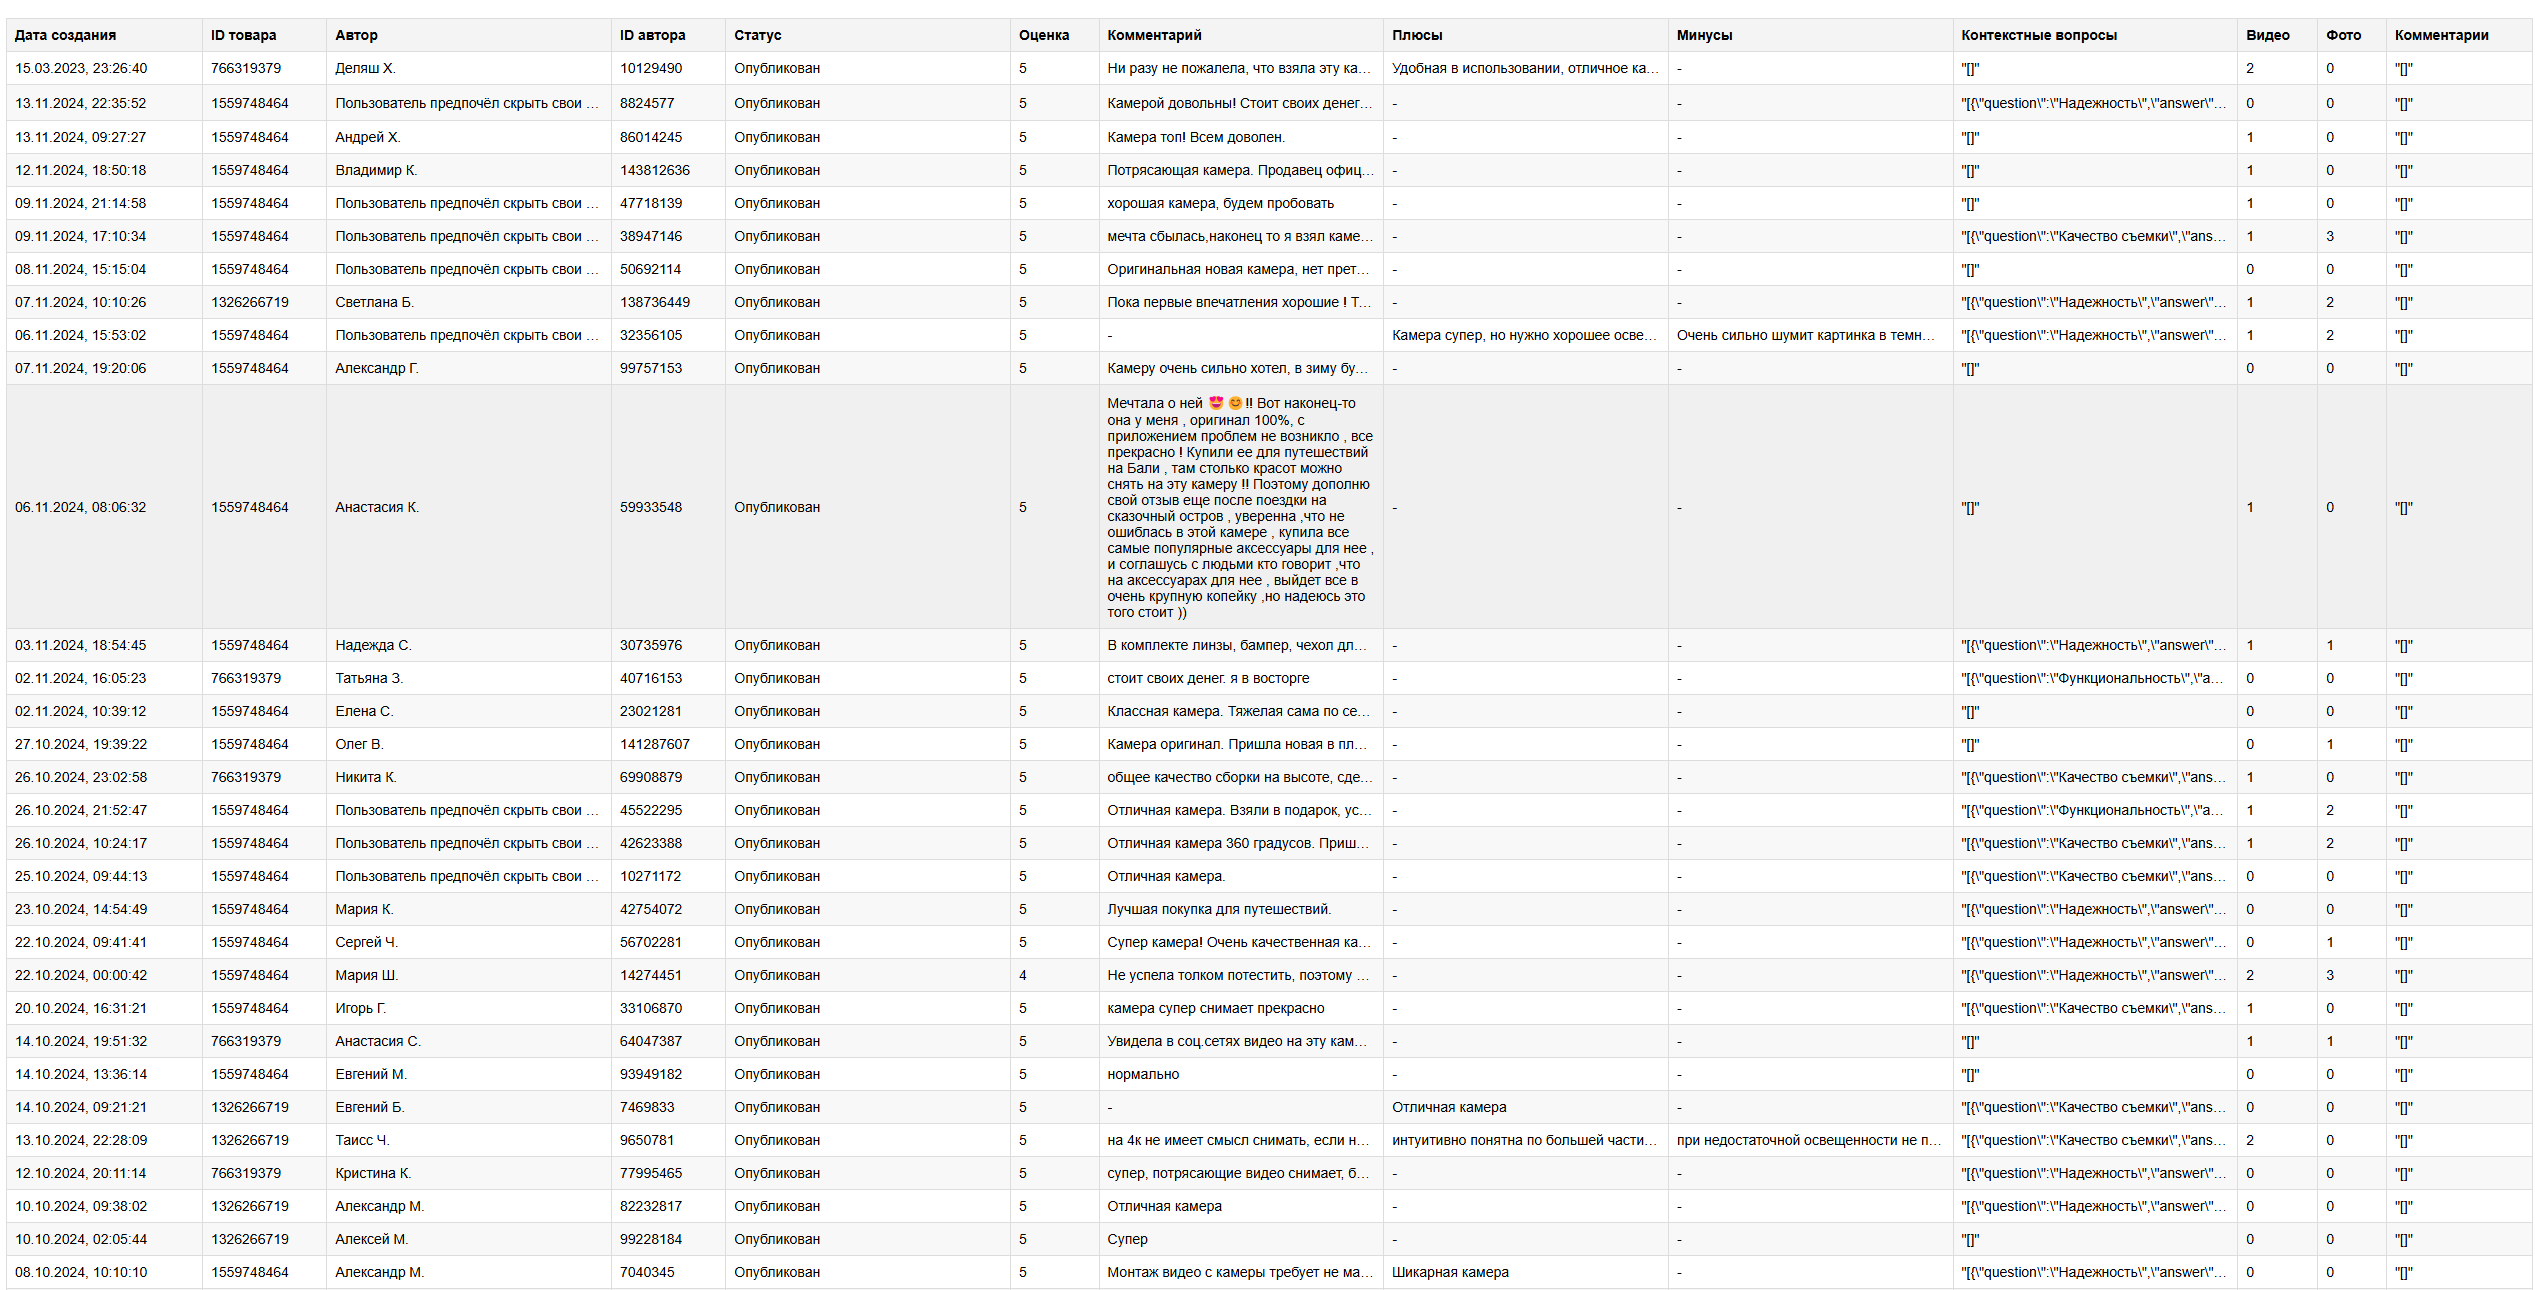 Дата создания ID товара Автор ID автора Статус Оценка Комментарий Плюсы Минусы Контекстные вопросы Видео Фото Комментарии
15.03.2023, 23:26:40 766319379 Деляш Х. 10129490 Опубликован 5 Ни разу не пожалела, что взяла эту ка... Удобная в использовании, отличное ка... - "[]" 2 0 "[]"
13.11.2024, 22:35:52 1559748464 Пользователь предпочёл скрыть свои ... 8824577 Опубликован 5 Камерой довольны! Стоит своих денег... - - "[{\"question\":\"Надежность\",\"answer\"... 0 0 "[]"
13.11.2024, 09:27:27 1559748464 Андрей Х. 86014245 Опубликован 5 Камера топ! Всем доволен. - - "[]" 1 0 "[]"
12.11.2024, 18:50:18 1559748464 Владимир К. 143812636 Опубликован 5 Потрясающая камера. Продавец офиц... - - "[]" 1 0 "[]"
09.11.2024, 21:14:58 1559748464 Пользователь предпочёл скрыть свои ... 47718139 Опубликован 5 хорошая камера, будем пробовать - - "[]" 1 0 "[]"
09.11.2024, 17:10:34 1559748464 Пользователь предпочёл скрыть свои ... 38947146 Опубликован 5 мечта сбылась,наконец то я взял каме... - - "[{\"question\":\"Качество съемки\",\"ans... 1 3 "[]"
08.11.2024, 15:15:04 1559748464 Пользователь предпочёл скрыть свои ... 50692114 Опубликован 5 Оригинальная новая камера, нет прет... - - "[]" 0 0 "[]"
07.11.2024, 10:10:26 1326266719 Светлана Б. 138736449 Опубликован 5 Пока первые впечатления хорошие ! Т... - - "[{\"question\":\"Надежность\",\"answer\"... 1 2 "[]"
06.11.2024, 15:53:02 1559748464 Пользователь предпочёл скрыть свои ... 32356105 Опубликован 5 - Камера супер, но нужно хорошее осве... Очень сильно шумит картинка в темн... "[{\"question\":\"Надежность\",\"answer\"... 1 2 "[]"
07.11.2024, 19:20:06 1559748464 Александр Г. 99757153 Опубликован 5 Камеру очень сильно хотел, в зиму бу... - - "[]" 0 0 "[]"
Мечтала о ней 😍😊!! Вот наконец-то
она у меня , оригинал 100%, с
приложением проблем не возникло , все
прекрасно ! Купили ее для путешествий
на Бали , там столько красот можно
снять на эту камеру !! Поэтому дополню
свой отзыв еще после поездки на
06.11.2024, 08:06:32 1559748464 Анастасия К. 59933548 Опубликован 5 сказочный остров , уверенна ,что не - - "[]" 1 0 "[]"
ошиблась в этой камере , купила все
самые популярные аксессуары для нее ,
и соглашусь с людьми кто говорит ,что
на аксессуарах для нее , выйдет все в
очень крупную копейку ,но надеюсь это
того стоит ))
03.11.2024, 18:54:45 1559748464 Надежда С. 30735976 Опубликован 5 В комплекте линзы, бампер, чехол дл... - - "[{\"question\":\"Надежность\",\"answer\"... 1 1 "[]"
02.11.2024, 16:05:23 766319379 Татьяна З. 40716153 Опубликован 5 стоит своих денег. я в восторге - - "[{\"question\":\"Функциональность\",\"a... 0 0 "[]"
02.11.2024, 10:39:12 1559748464 Елена С. 23021281 Опубликован 5 Классная камера. Тяжелая сама по се... - - "[]" 0 0 "[]"
27.10.2024, 19:39:22 1559748464 Олег В. 141287607 Опубликован 5 Камера оригинал. Пришла новая в пл... - - "[]" 0 1 "[]"
26.10.2024, 23:02:58 766319379 Никита К. 69908879 Опубликован 5 общее качество сборки на высоте, сде... - - "[{\"question\":\"Качество съемки\",\"ans... 1 0 "[]"
26.10.2024, 21:52:47 1559748464 Пользователь предпочёл скрыть свои ... 45522295 Опубликован 5 Отличная камера. Взяли в подарок, ус... - - "[{\"question\":\"Функциональность\",\"a... 1 2 "[]"
26.10.2024, 10:24:17 1559748464 Пользователь предпочёл скрыть свои ... 42623388 Опубликован 5 Отличная камера 360 градусов. Приш... - - "[{\"question\":\"Качество съемки\",\"ans... 1 2 "[]"
25.10.2024, 09:44:13 1559748464 Пользователь предпочёл скрыть свои ... 10271172 Опубликован 5 Отличная камера. - - "[{\"question\":\"Качество съемки\",\"ans... 0 0 "[]"
23.10.2024, 14:54:49 1559748464 Мария К. 42754072 Опубликован 5 Лучшая покупка для путешествий. - - "[{\"question\":\"Надежность\",\"answer\"... 0 0 "[]"
22.10.2024, 09:41:41 1559748464 Сергей Ч. 56702281 Опубликован 5 Супер камера! Очень качественная ка... - - "[{\"question\":\"Надежность\",\"answer\"... 0 1 "[]"
22.10.2024, 00:00:42 1559748464 Мария Ш. 14274451 Опубликован 4 Не успела толком потестить, поэтому ... - - "[{\"question\":\"Надежность\",\"answer\"... 2 3 "[]"
20.10.2024, 16:31:21 1559748464 Игорь Г. 33106870 Опубликован 5 камера супер снимает прекрасно - - "[{\"question\":\"Качество съемки\",\"ans... 1 0 "[]"
14.10.2024, 19:51:32 766319379 Анастасия С. 64047387 Опубликован 5 Увидела в соц.сетях видео на эту кам... - - "[]" 1 1 "[]"
14.10.2024, 13:36:14 1559748464 Евгений М. 93949182 Опубликован 5 нормально - - "[]" 0 0 "[]"
14.10.2024, 09:21:21 1326266719 Евгений Б. 7469833 Опубликован 5 - Отличная камера - "[{\"question\":\"Качество съемки\",\"ans... 0 0 "[]"
13.10.2024, 22:28:09 1326266719 Таисс Ч. 9650781 Опубликован 5 на 4к не имеет смысл снимать, если н... интуитивно понятна по большей части... при недостаточной освещенности не п... "[{\"question\":\"Качество съемки\",\"ans... 2 0 "[]"
12.10.2024, 20:11:14 766319379 Кристина К. 77995465 Опубликован 5 супер, потрясающие видео снимает, б... - - "[{\"question\":\"Надежность\",\"answer\"... 0 0 "[]"
10.10.2024, 09:38:02 1326266719 Александр М. 82232817 Опубликован 5 Отличная камера - - "[{\"question\":\"Надежность\",\"answer\"... 0 0 "[]"
10.10.2024, 02:05:44 1326266719 Алексей М. 99228184 Опубликован 5 Супер - - "[]" 0 0 "[]"
08.10.2024, 10:10:10 1559748464 Александр М. 7040345 Опубликован 5 Монтаж видео с камеры требует не ма... Шикарная камера - "[{\"question\":\"Надежность\",\"answer\"... 0 0 "[]"